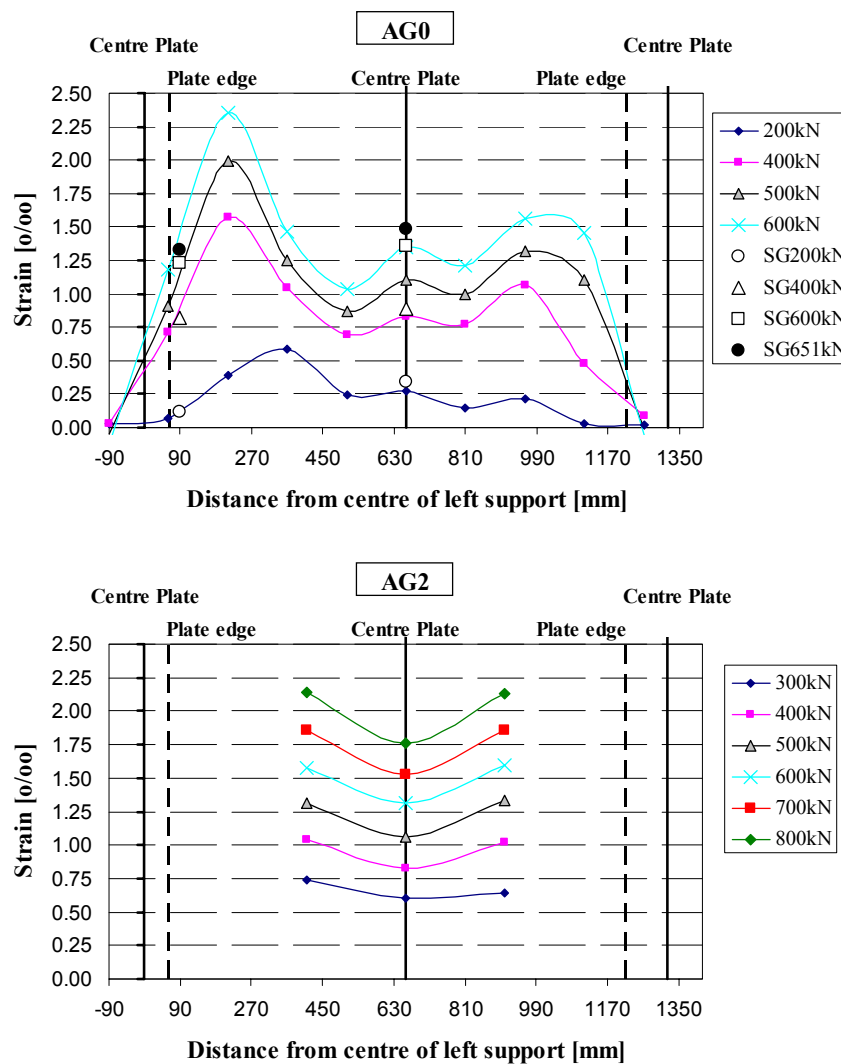 AG0
Centre Plate Centre Plate
Plate edge Centre Plate Plate edge
2.50
2.25
2.00
1.75
1.50
1.25
1.00
0.75
0.50
0.25
0.00
Strain [o/oo]
-90 90 270 450 630 810 990 1170 1350
Distance from centre of left support [mm]
200kN
400kN
500kN
600kN
SG200kN
SG400kN
SG600kN
SG651kN
AG2
Centre Plate Centre Plate
Plate edge Centre Plate Plate edge
2.50
2.25
2.00
1.75
1.50
1.25
1.00
0.75
0.50
0.25
0.00
Strain [o/oo]
-90 90 270 450 630 810 990 1170 1350
Distance from centre of left support [mm]
300kN
400kN
500kN
600kN
700kN
800kN